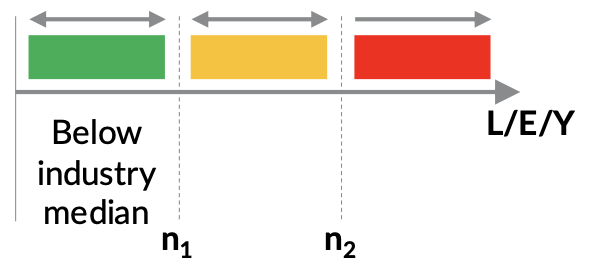 L/E/Y
Below
industry
median
n₁
n₂